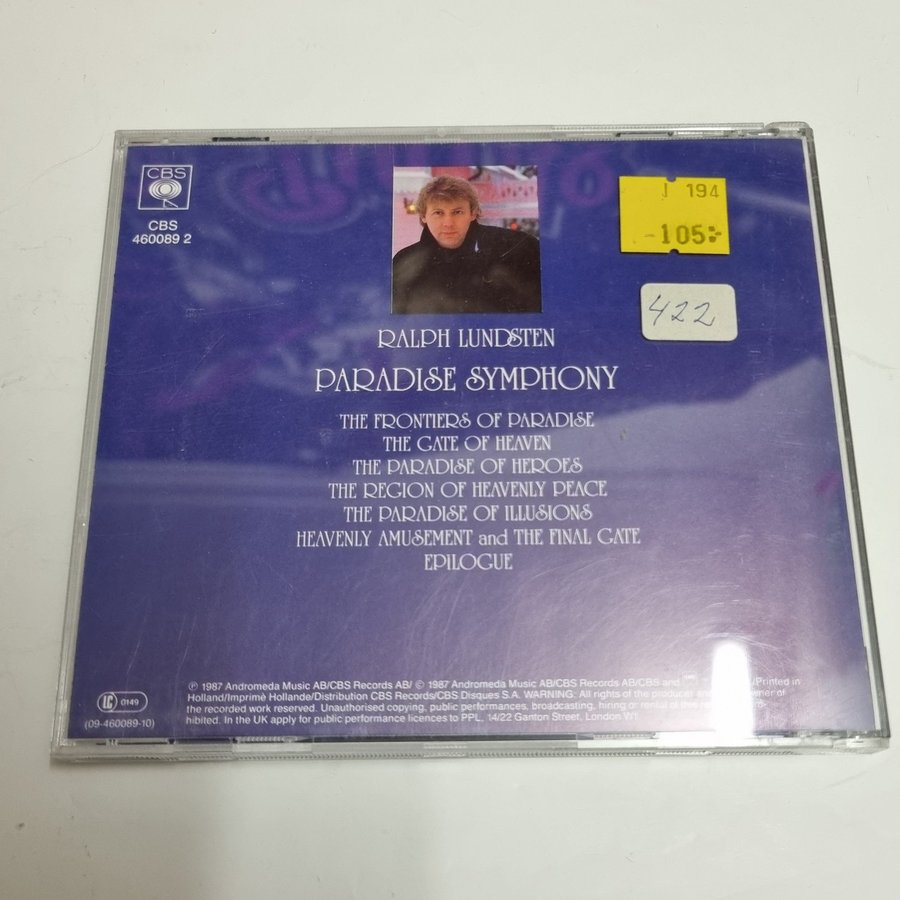 CBS
CBS
460089 2
J 194
-105:-
422
RALPH LUNDSTEN
PARADISE SYMPHONY
THE FRONTIERS OF PARADISE
THE GATE OF HEAVEN
THE PARADISE OF HEROES
THE REGION OF HEAVENLY PEACE
THE PARADISE OF ILLUSIONS
HEAVENLY AMUSEMENT and THE FINAL GATE
EPILOGUE
LC 0149
(09-460089-10)
℗ 1987 Andromeda Music AB/CBS Records AB/ © 1987 Andromeda Music AB/CBS Records AB/CBS and /Printed in
Holland/Imprimé Hollande/Distribution CBS Records/CBS Disques S.A. WARNING: All rights of the producer and of
the recorded work reserved. Unauthorised copying, public performances, broadcasting, hiring or rental of this
hibited. In the UK apply for public performance licences to PPL, 14/22 Ganton Street, London W1.